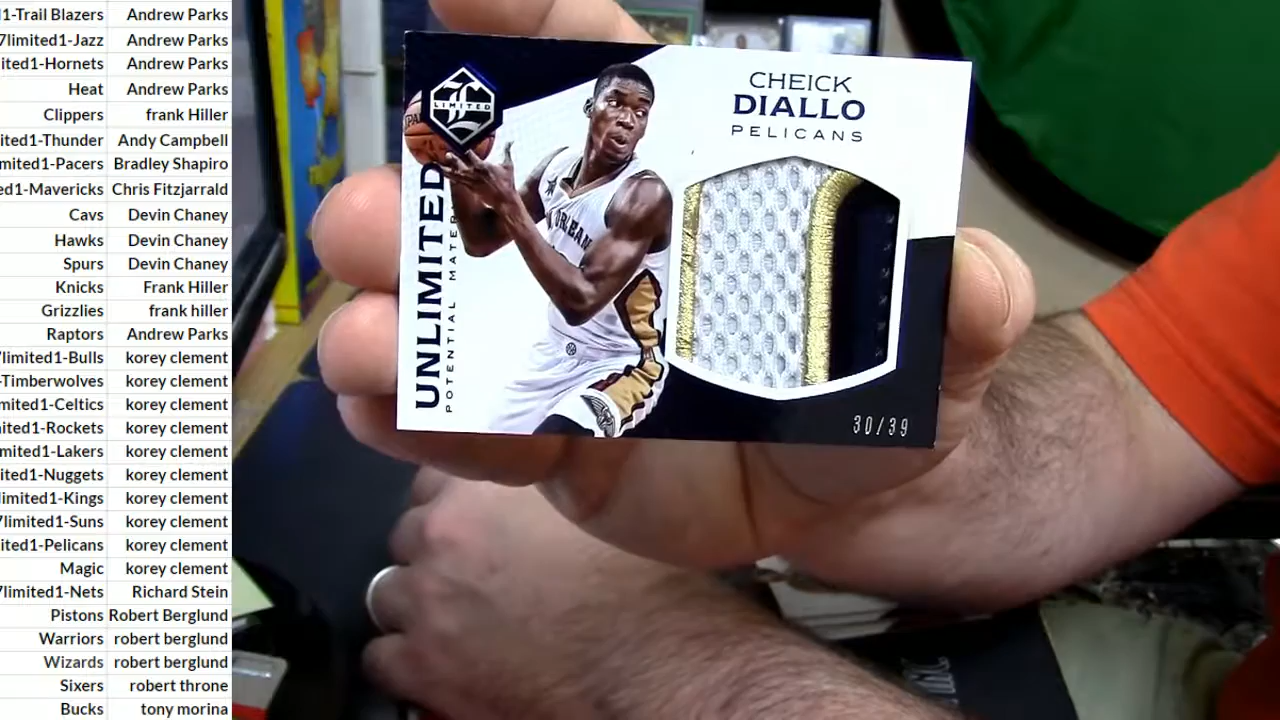 1-Trail Blazers Andrew Parks
7limited1-Jazz Andrew Parks
ited1-Hornets Andrew Parks
Heat Andrew Parks
Clippers frank Hiller
ited1-Thunder Andy Campbell
mited1-Pacers Bradley Shapiro
ed1-Mavericks Chris Fitzjarrald
Cavs Devin Chaney
Hawks Devin Chaney
Spurs Devin Chaney
Knicks Frank Hiller
Grizzlies frank hiller
Raptors Andrew Parks
7limited1-Bulls korey clement
-Timberwolves korey clement
mited1-Celtics korey clement
ited1-Rockets korey clement
mited1-Lakers korey clement
ited1-Nuggets korey clement
limited1-Kings korey clement
7limited1-Suns korey clement
ited1-Pelicans korey clement
Magic korey clement
7limited1-Nets Richard Stein
Pistons Robert Berglund
Warriors robert berglund
Wizards robert berglund
Sixers robert throne
Bucks tony morina
LIMITED
UNLIMITED
POTENTIAL MATER
CHEICK
DIALLO
PELICANS
30/39